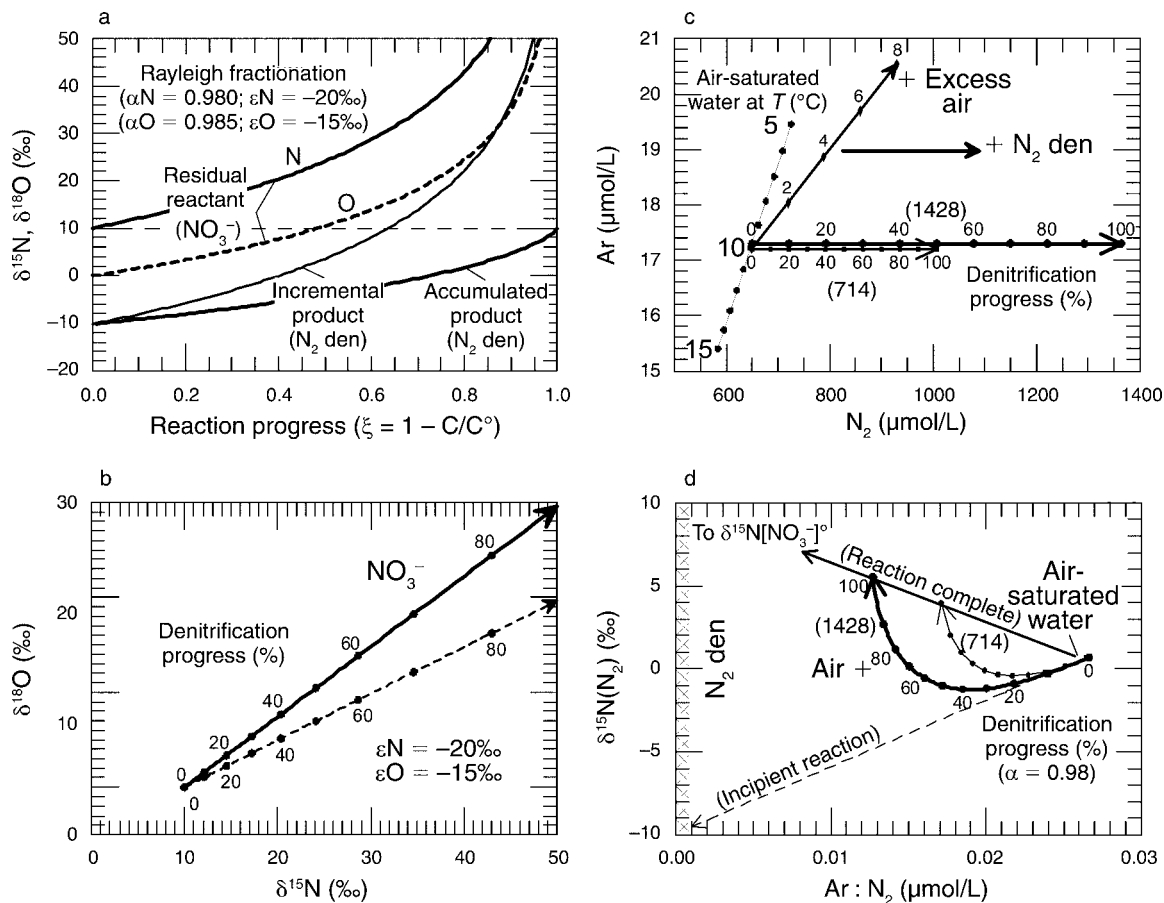 a
50
40
30
20
10
0
−10
−20
δ¹⁵N, δ¹⁸O (‰)
Rayleigh fractionation
(αN = 0.980; εN = −20‰)
(αO = 0.985; εO = −15‰)
N
Residual
reactant
(NO₃⁻)
O
Incremental
product
(N₂ den)
Accumulated
product
(N₂ den)
0.0 0.2 0.4 0.6 0.8 1.0
Reaction progress (ξ = 1 − C/C°)
c
21
20
19
18
17
16
15
Ar (µmol/L)
Air-saturated
water at T (°C)
5
10
15
8
6
4
2
+ Excess
air
+ N₂ den
(1428)
0 20 40 60 80 100
0 20 40 60 80 100
(714)
Denitrification
progress (%)
600 800 1000 1200 1400
N₂ (µmol/L)
b
30
20
10
0
δ¹⁸O (‰)
NO₃⁻
Denitrification
progress (%)
0 20 40 60 80
0 20 40 60 80
εN = −20‰
εO = −15‰
0 10 20 30 40 50
δ¹⁵N (‰)
d
10
5
0
−5
−10
δ¹⁵N(N₂) (‰)
To δ¹⁵N[NO₃⁻]°
(Reaction complete)
Air-
saturated
water
100
(1428)
(714)
Air +
80
60
40
20
0
N₂ den
Denitrification
progress (%)
(α = 0.98)
(Incipient reaction)
0.00 0.01 0.02 0.03
Ar : N₂ (µmol/L)